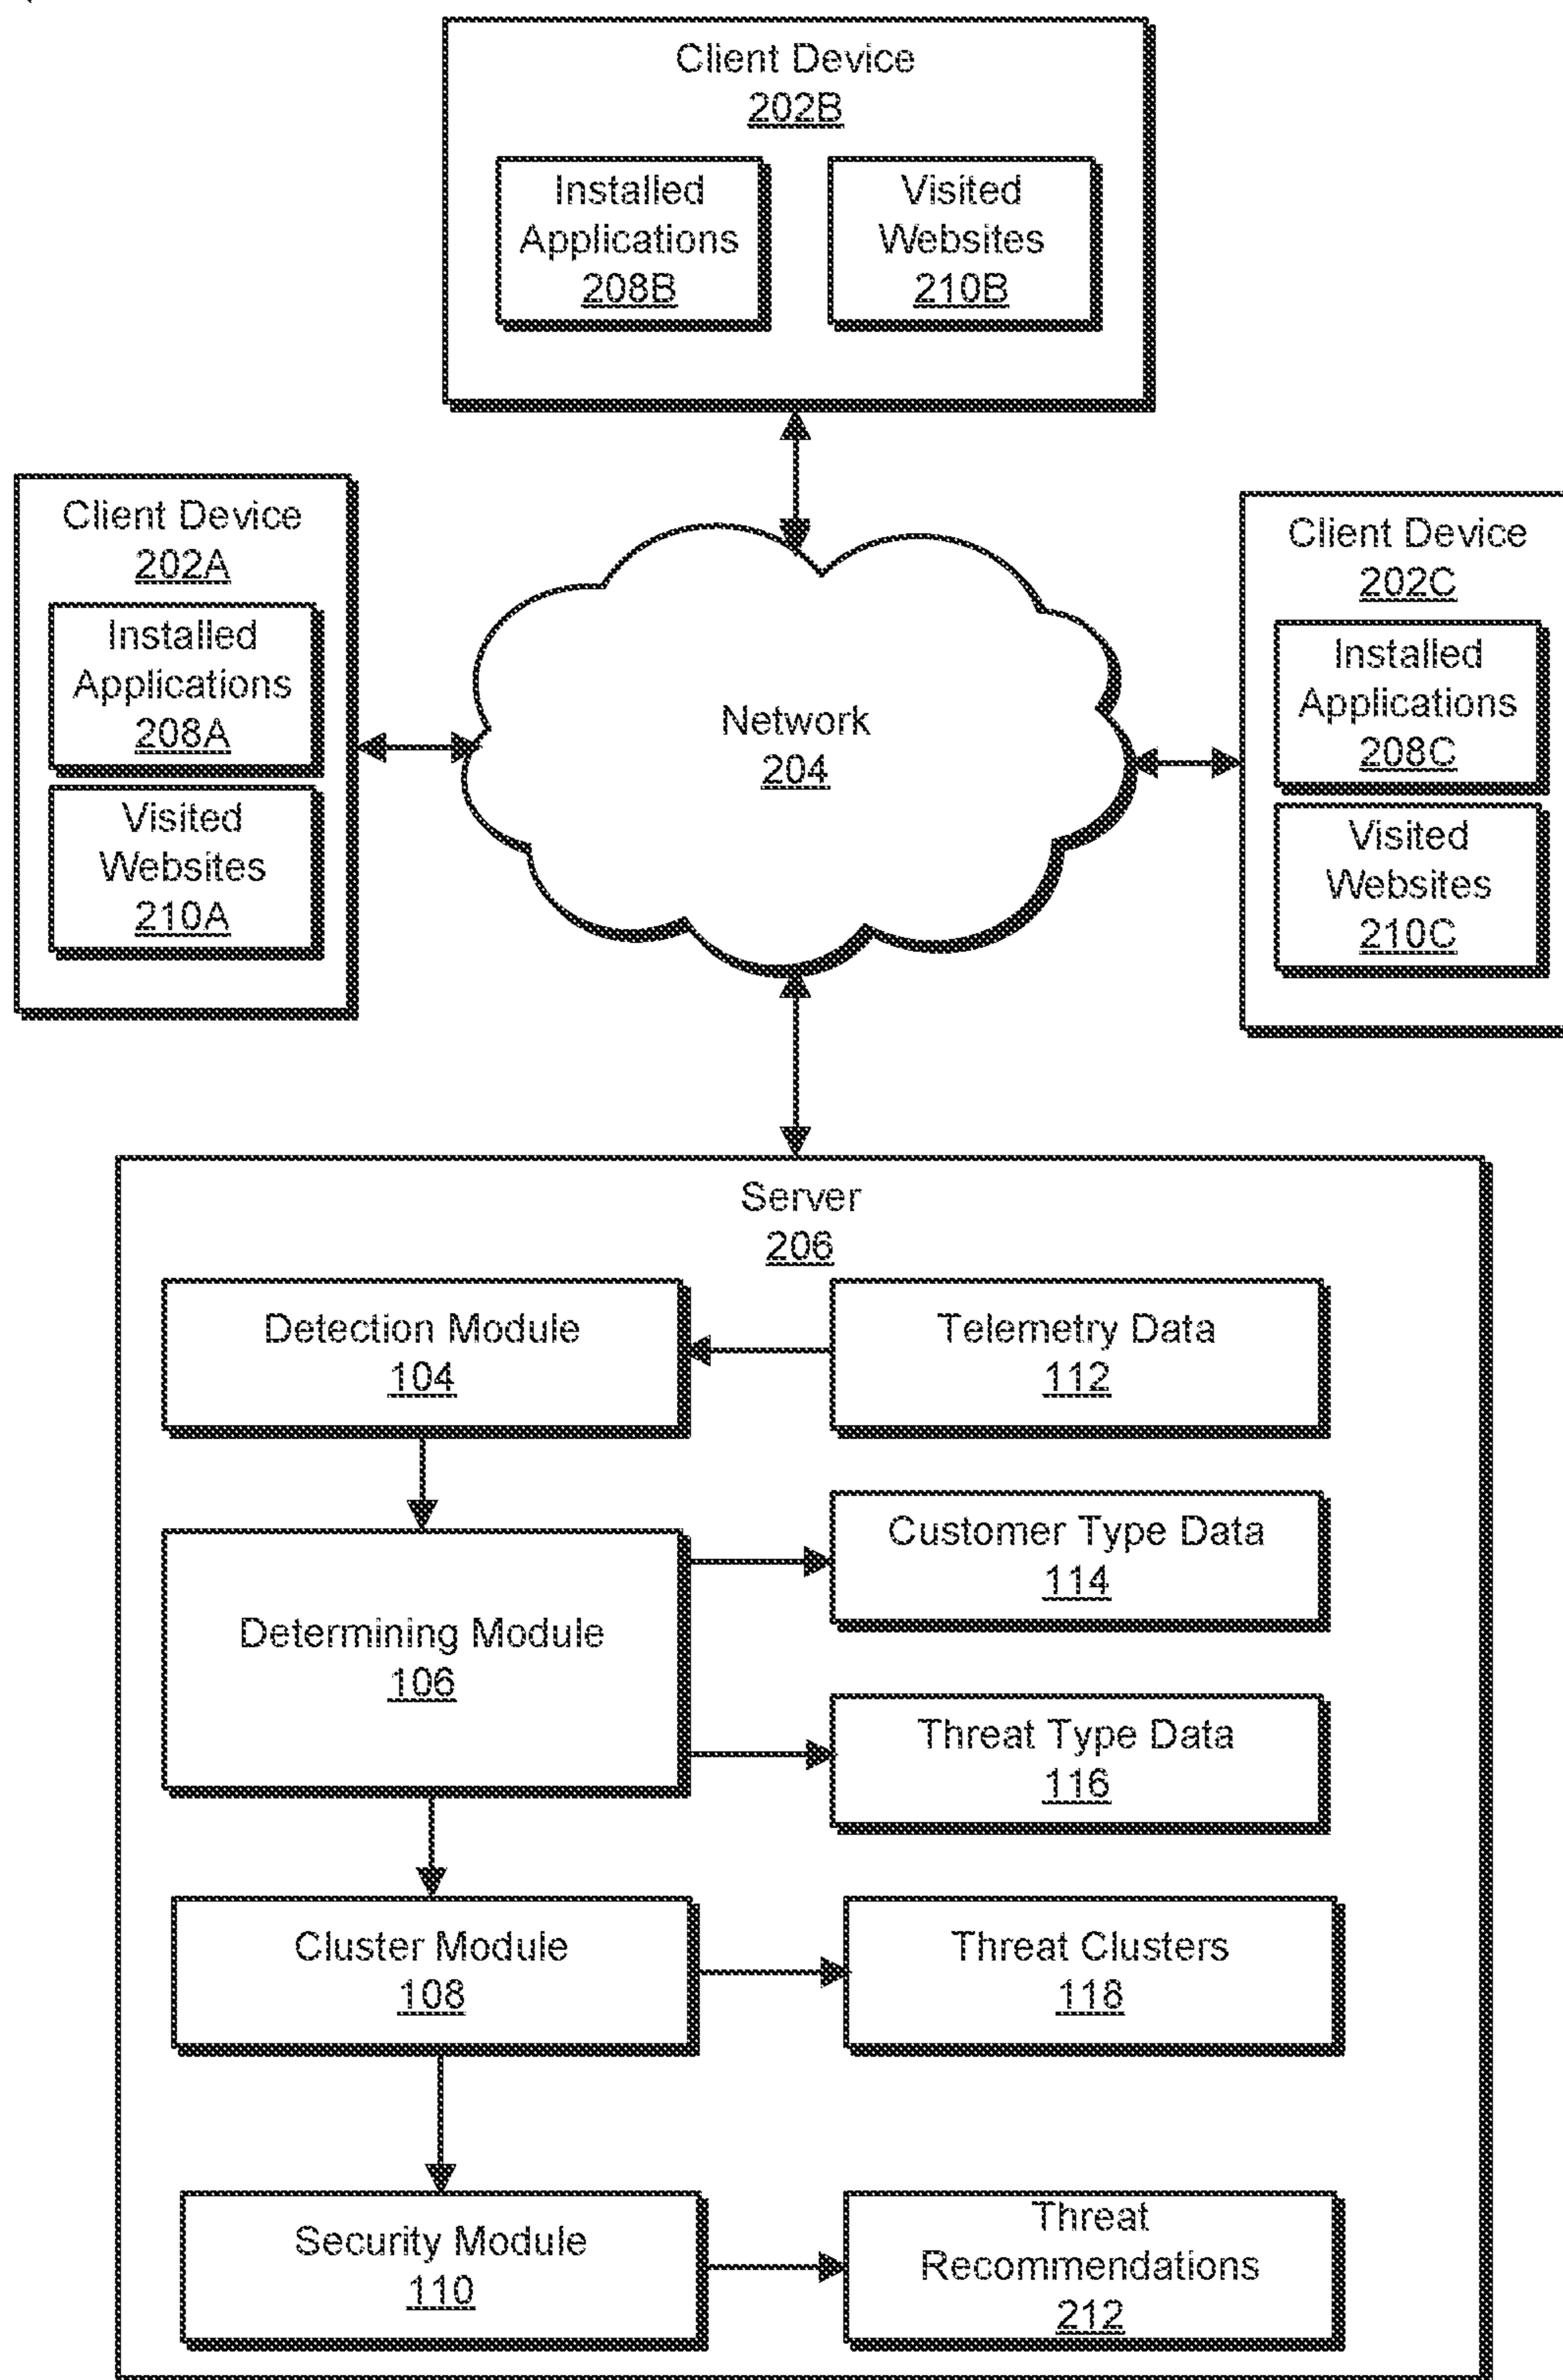 Client Device
202B
Installed
Applications
208B
Visited
Websites
210B
Client Device
202A
Installed
Applications
208A
Visited
Websites
210A
Network
204
Client Device
202C
Installed
Applications
208C
Visited
Websites
210C
Server
206
Detection Module
104
Telemetry Data
112
Determining Module
106
Customer Type Data
114
Threat Type Data
116
Cluster Module
108
Threat Clusters
118
Security Module
110
Threat
Recommendations
212